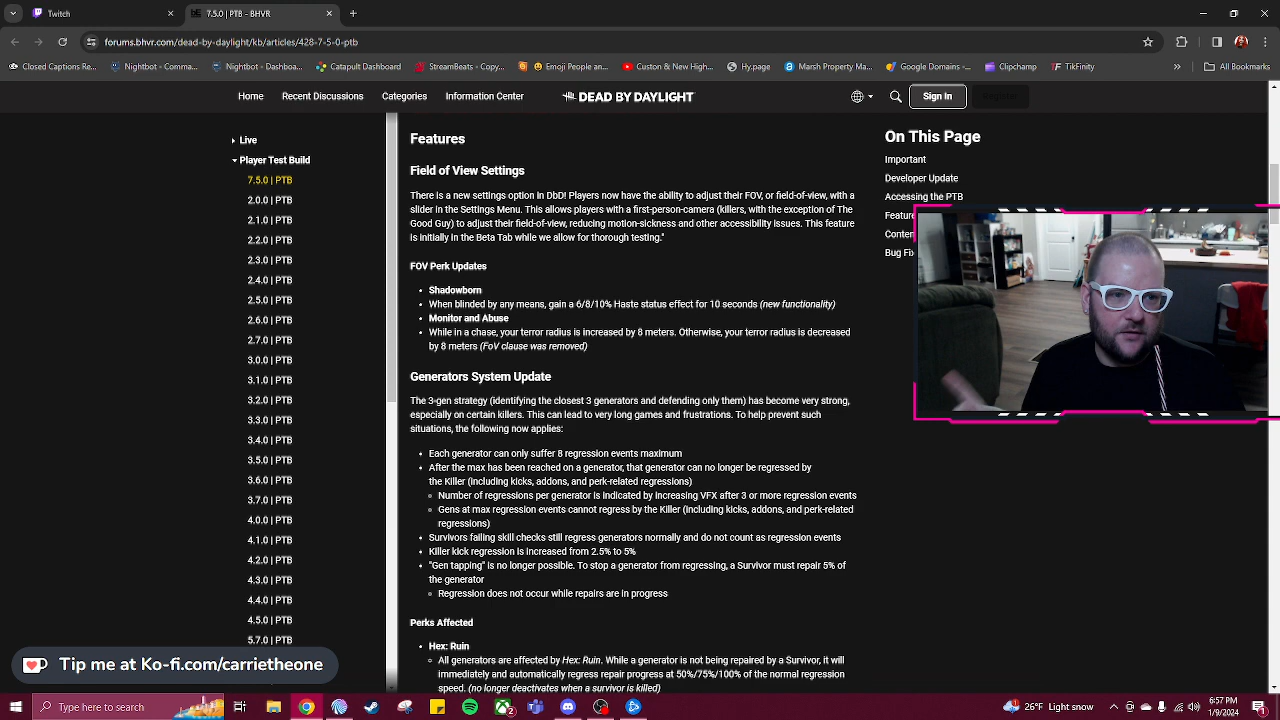 Twitch
7.5.0 | PTB - BHVR
forums.bhvr.com/dead-by-daylight/kb/articles/428-7-5-0-ptb
Closed Captions Re...
Nightbot - Comma...
Nightbot - Dashboa...
Catapult Dashboard
StreamBeats - Copy...
Emoji People an...
Custon & New High...
Hy.page
Marsh Property Ma...
Google Domains -...
Clipchamp
TikFinity
All Bookmarks
Home
Recent Discussions
Categories
Information Center
DEAD BY DAYLIGHT
Sign In
Register
Live
Player Test Build
7.5.0 | PTB
2.0.0 | PTB
2.1.0 | PTB
2.2.0 | PTB
2.3.0 | PTB
2.4.0 | PTB
2.5.0 | PTB
2.6.0 | PTB
2.7.0 | PTB
3.0.0 | PTB
3.1.0 | PTB
3.2.0 | PTB
3.3.0 | PTB
3.4.0 | PTB
3.5.0 | PTB
3.6.0 | PTB
3.7.0 | PTB
4.0.0 | PTB
4.1.0 | PTB
4.2.0 | PTB
4.3.0 | PTB
4.4.0 | PTB
4.5.0 | PTB
5.7.0 | PTB
Features
Field of View Settings
There is a new settings option in DbD! Players now have the ability to adjust their FOV, or field-of-view, with a
slider in the Settings Menu. This allows players with a first-person-camera (killers, with the exception of The
Good Guy) to adjust their field-of-view, reducing motion-sickness and other accessibility issues. This feature
is initially in the Beta Tab while we allow for thorough testing."
FOV Perk Updates
Shadowborn
When blinded by any means, gain a 6/8/10% Haste status effect for 10 seconds (new functionality)
Monitor and Abuse
While in a chase, your terror radius is increased by 8 meters. Otherwise, your terror radius is decreased
by 8 meters (FoV clause was removed)
Generators System Update
The 3-gen strategy (identifying the closest 3 generators and defending only them) has become very strong,
especially on certain killers. This can lead to very long games and frustrations. To help prevent such
situations, the following now applies:
Each generator can only suffer 8 regression events maximum
After the max has been reached on a generator, that generator can no longer be regressed by
the Killer (including kicks, addons, and perk-related regressions)
Number of regressions per generator is indicated by increasing VFX after 3 or more regression events
Gens at max regression events cannot regress by the Killer (including kicks, addons, and perk-related
regressions)
Survivors failing skill checks still regress generators normally and do not count as regression events
Killer kick regression is increased from 2.5% to 5%
"Gen tapping" is no longer possible. To stop a generator from regressing, a Survivor must repair 5% of
the generator
Regression does not occur while repairs are in progress
Perks Affected
Hex: Ruin
All generators are affected by Hex: Ruin. While a generator is not being repaired by a Survivor, it will
immediately and automatically regress repair progress at 50%/75%/100% of the normal regression
speed. (no longer deactivates when a survivor is killed)
On This Page
Important
Developer Update
Accessing the PTB
Featur
Conten
Bug Fix
Tip me at Ko-fi.com/carrietheone
Type here to search
2
26°F Light snow
6:57 PM
1/9/2024